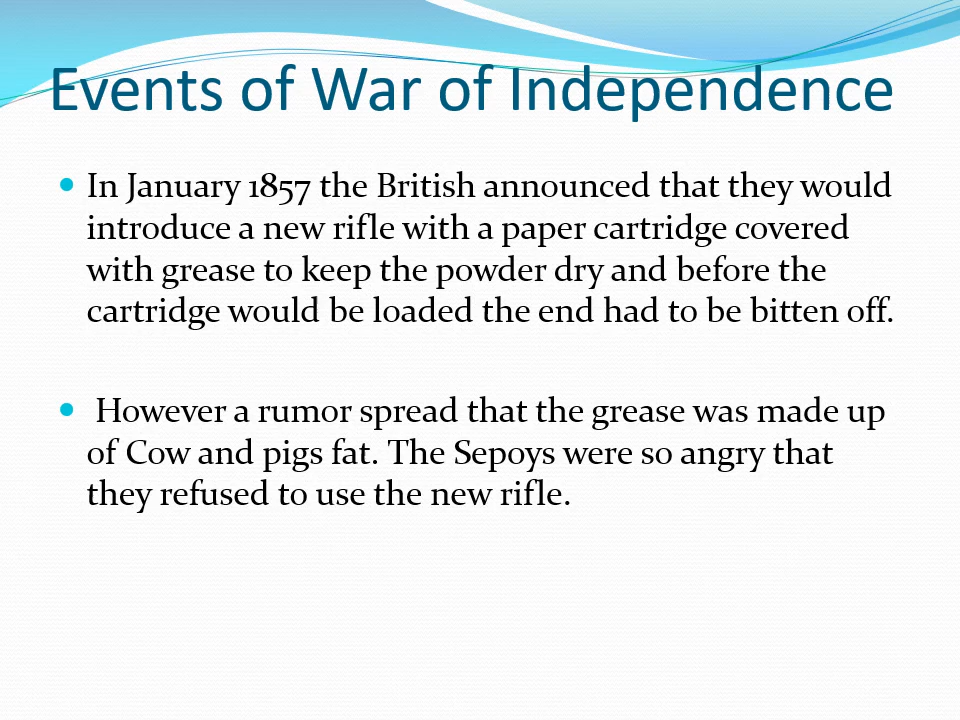 Events of War of Independence
In January 1857 the British announced that they would
introduce a new rifle with a paper cartridge covered
with grease to keep the powder dry and before the
cartridge would be loaded the end had to be bitten off.
However a rumor spread that the grease was made up
of Cow and pigs fat. The Sepoys were so angry that
they refused to use the new rifle.